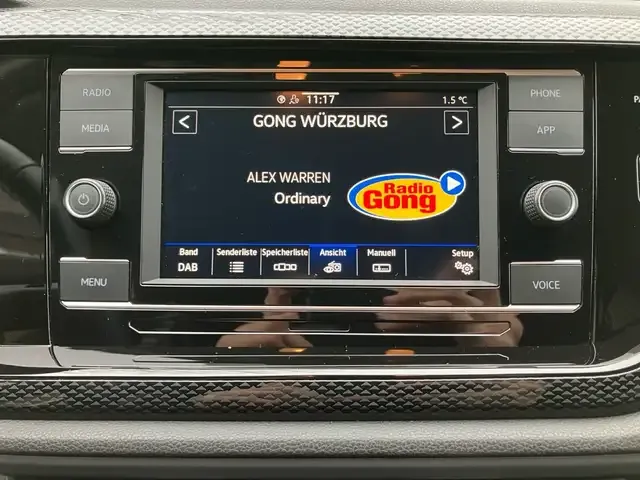 RADIO
MEDIA
MENU
11:17
1.5 °C
GONG WÜRZBURG
ALEX WARREN
Ordinary
Radio
Gong
Band
DAB
Senderliste
Speicherliste
Ansicht
Manuell
Setup
PHONE
APP
VOICE